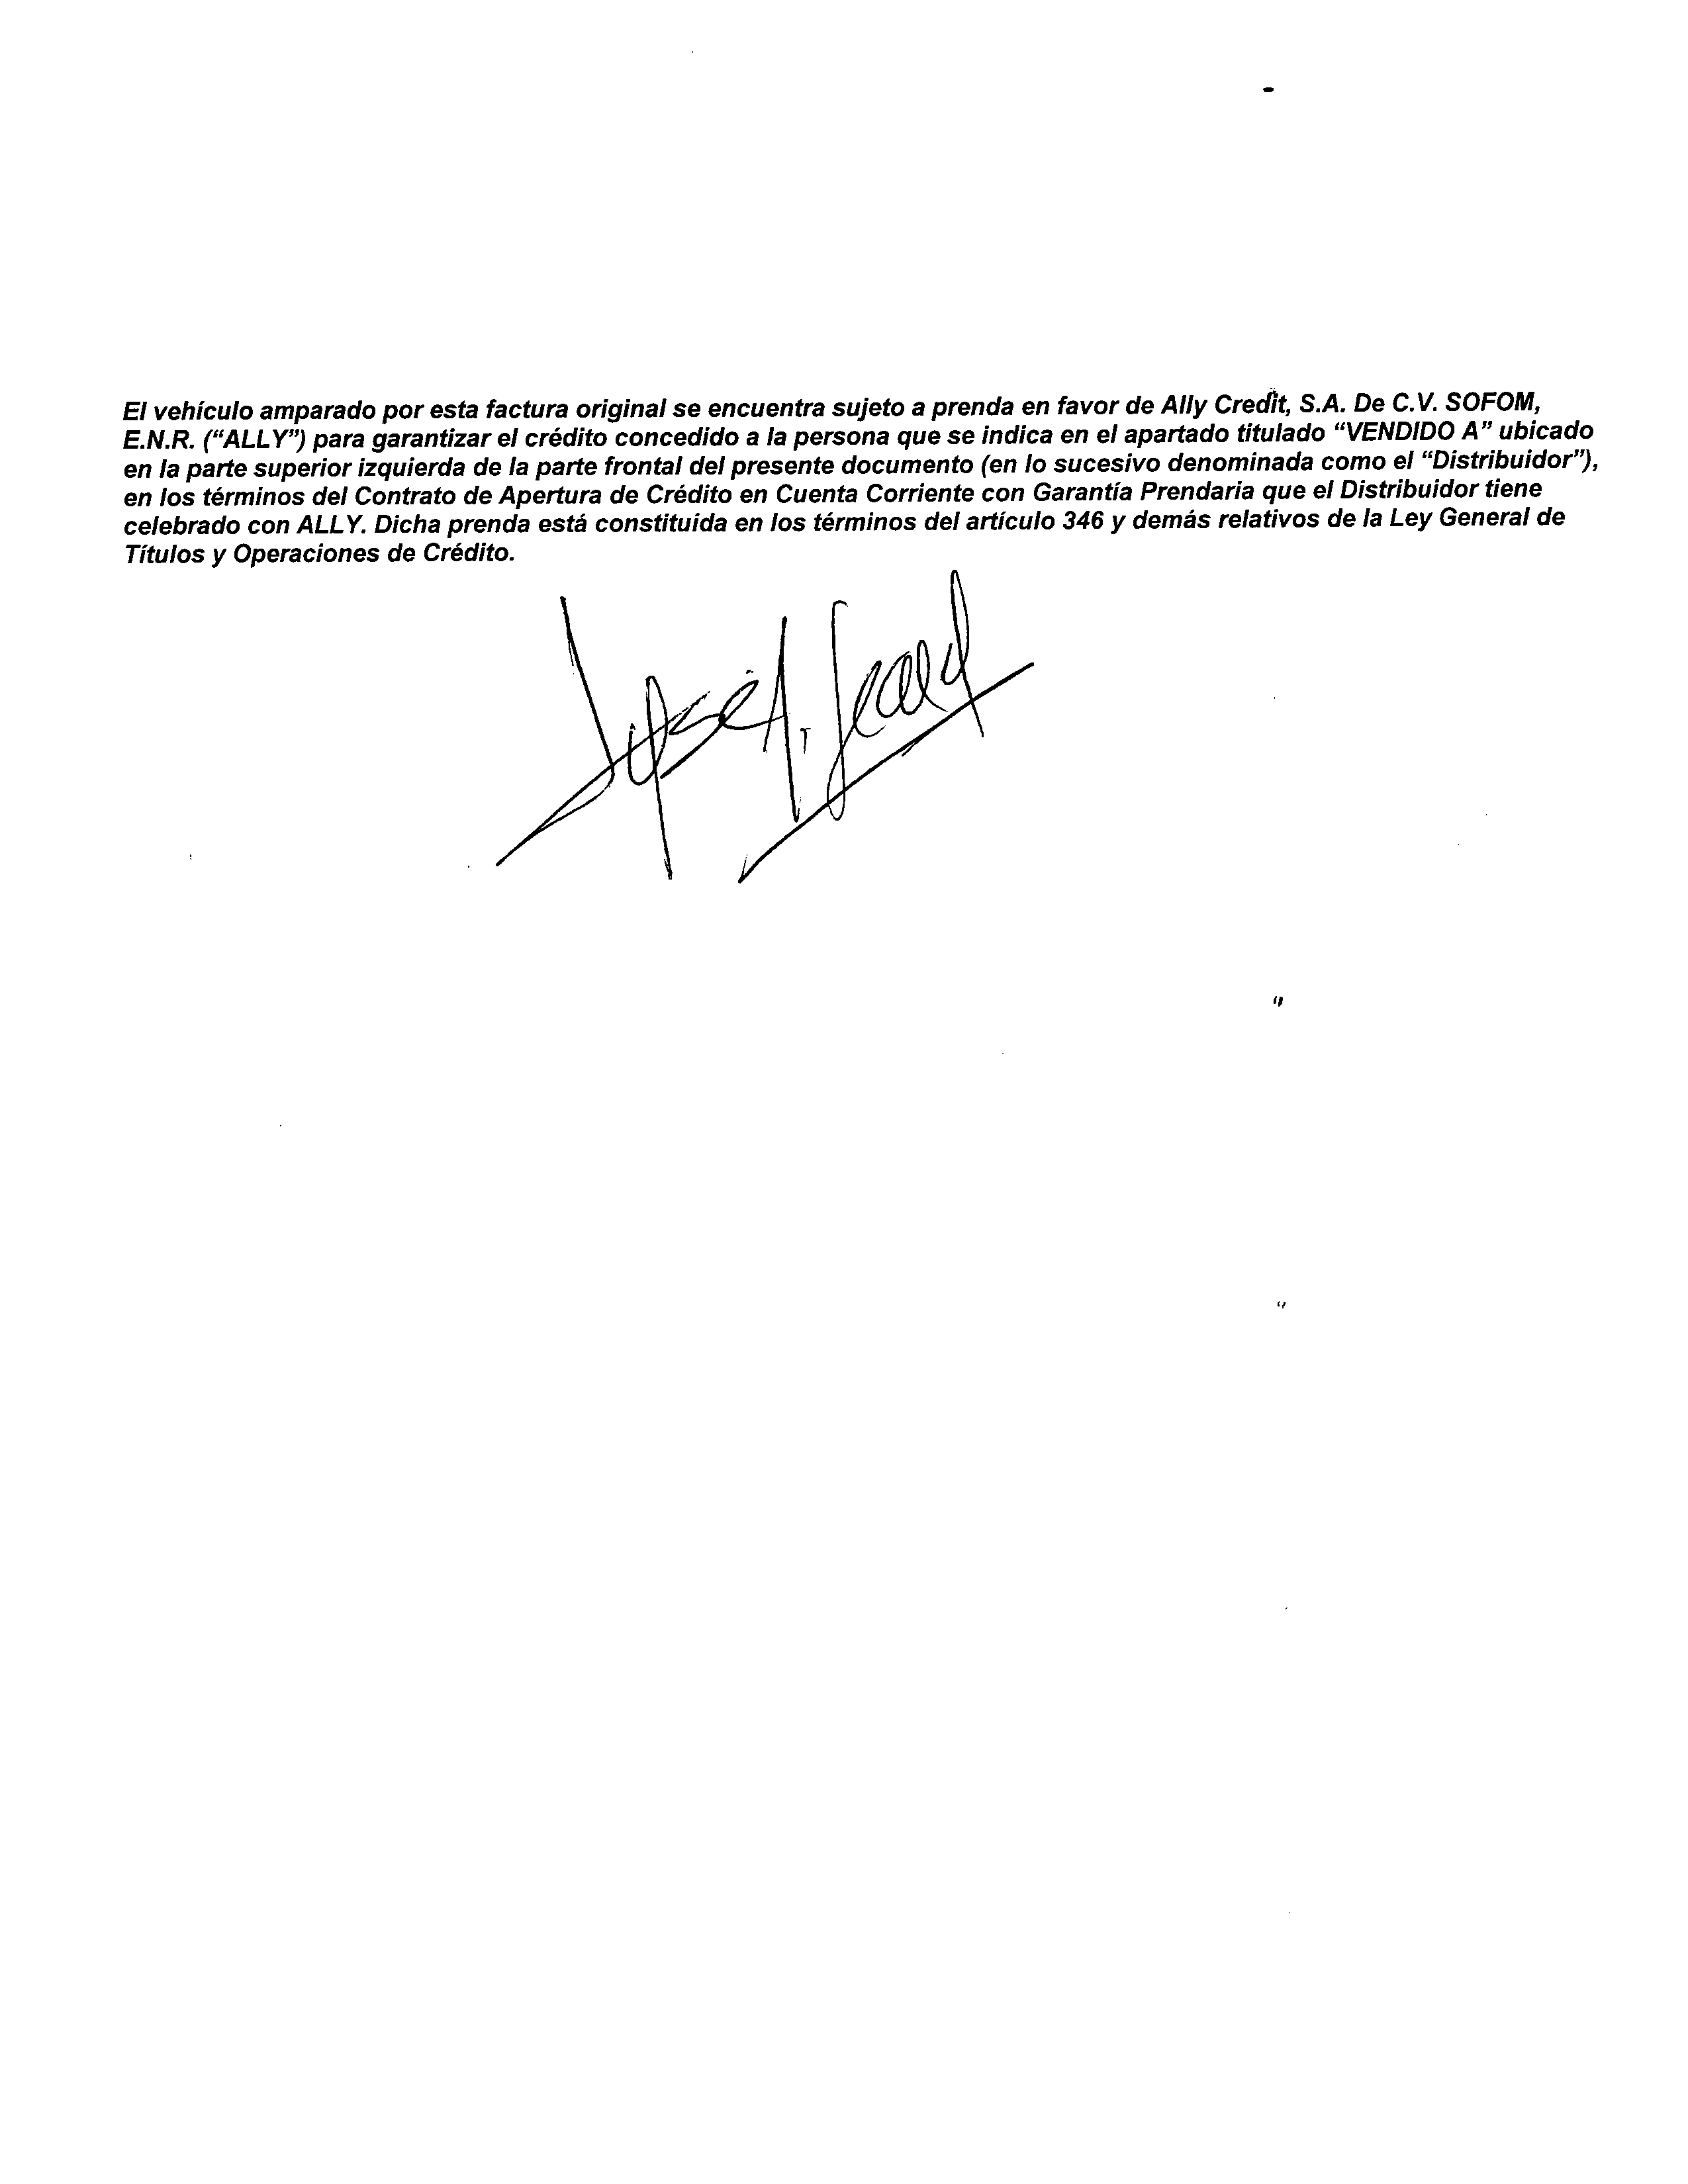 El vehículo amparado por esta factura original se encuentra sujeto a prenda en favor de Ally Credit, S.A. De C.V. SOFOM,
E.N.R. (“ALLY”) para garantizar el crédito concedido a la persona que se indica en el apartado titulado “VENDIDO A” ubicado
en la parte superior izquierda de la parte frontal del presente documento (en lo sucesivo denominada como el “Distribuidor”),
en los términos del Contrato de Apertura de Crédito en Cuenta Corriente con Garantía Prendaria que el Distribuidor tiene
celebrado con ALLY. Dicha prenda está constituida en los términos del artículo 346 y demás relativos de la Ley General de
Títulos y Operaciones de Crédito.